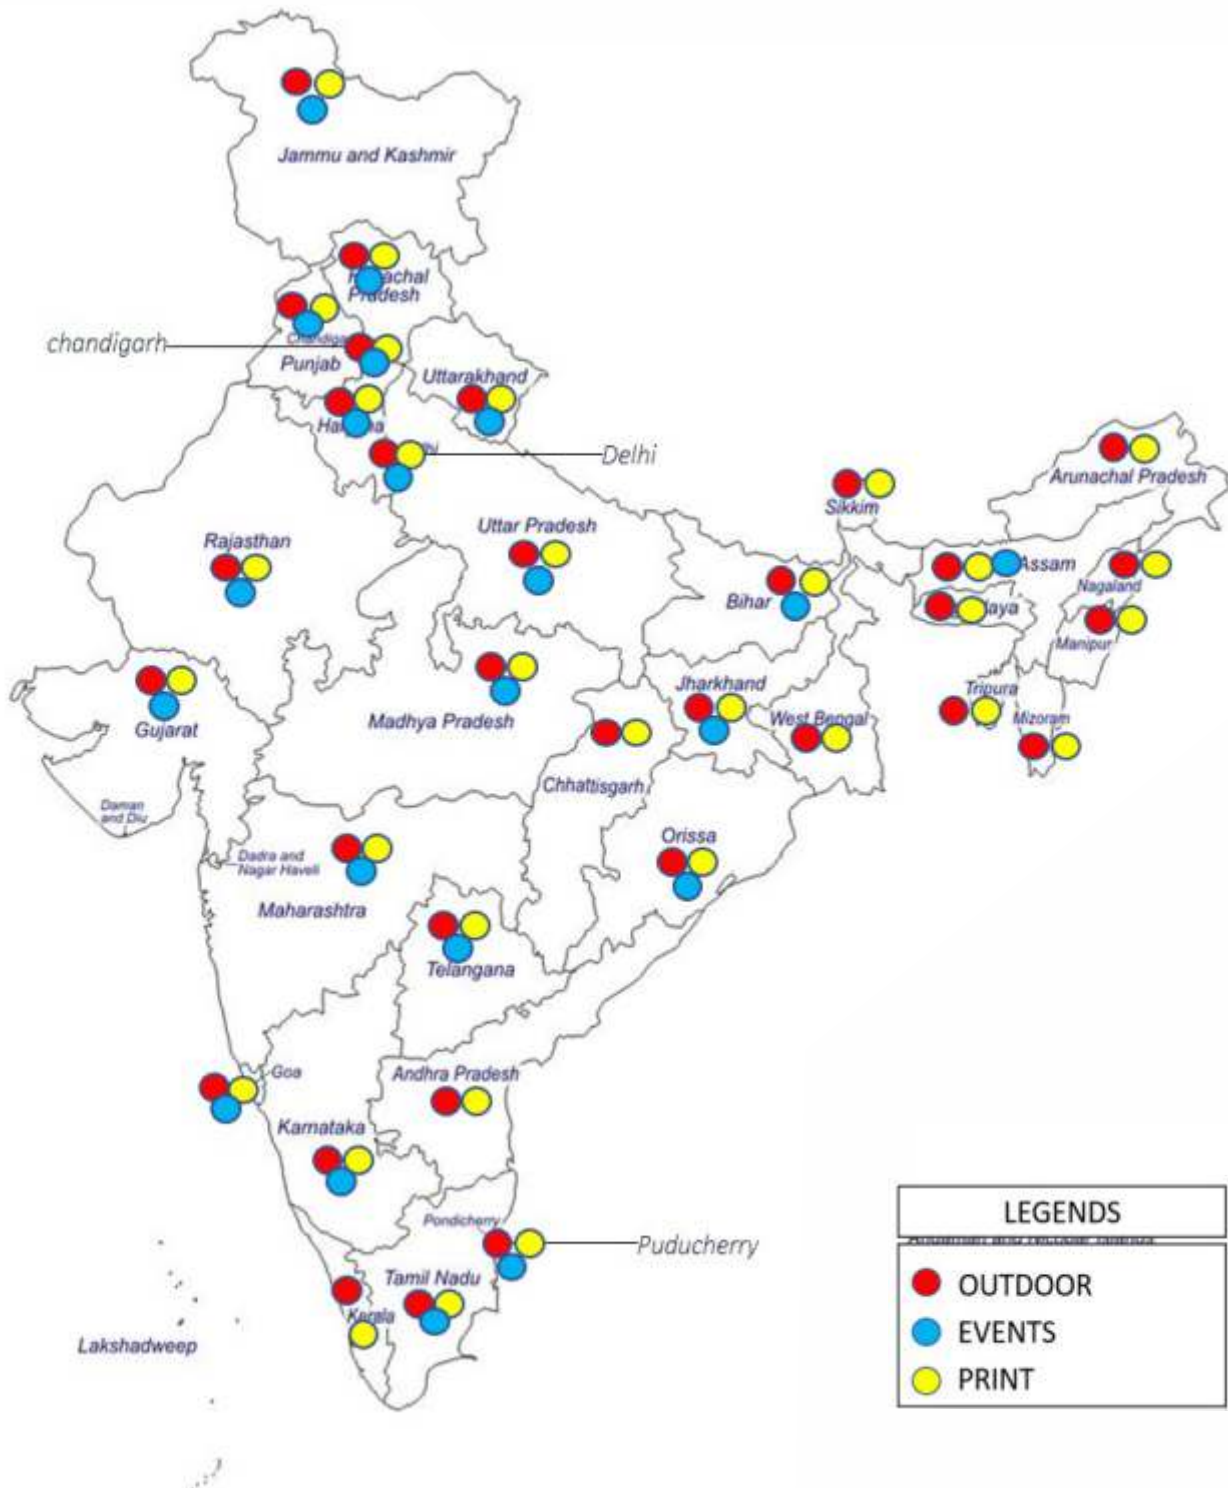 Jammu and Kashmir
Pradesh
chandigarh
Punjab
Uttarakhand
Delhi
Arunachal Pradesh
Sikkim
Uttar Pradesh
Rajasthan
Assam
Nagaland
Bihar
Manipur
Jharkhand
Tripura
West Bengal
Mizoram
Madhya Pradesh
Gujarat
Chhattisgarh
Daman
and Diu
Orissa
Dadra and
Nagar Haveli
Maharashtra
Telangana
Goa
Andhra Pradesh
Karnataka
Pondicherry
Puducherry
Tamil Nadu
Kerala
Lakshadweep
LEGENDS
OUTDOOR
EVENTS
PRINT